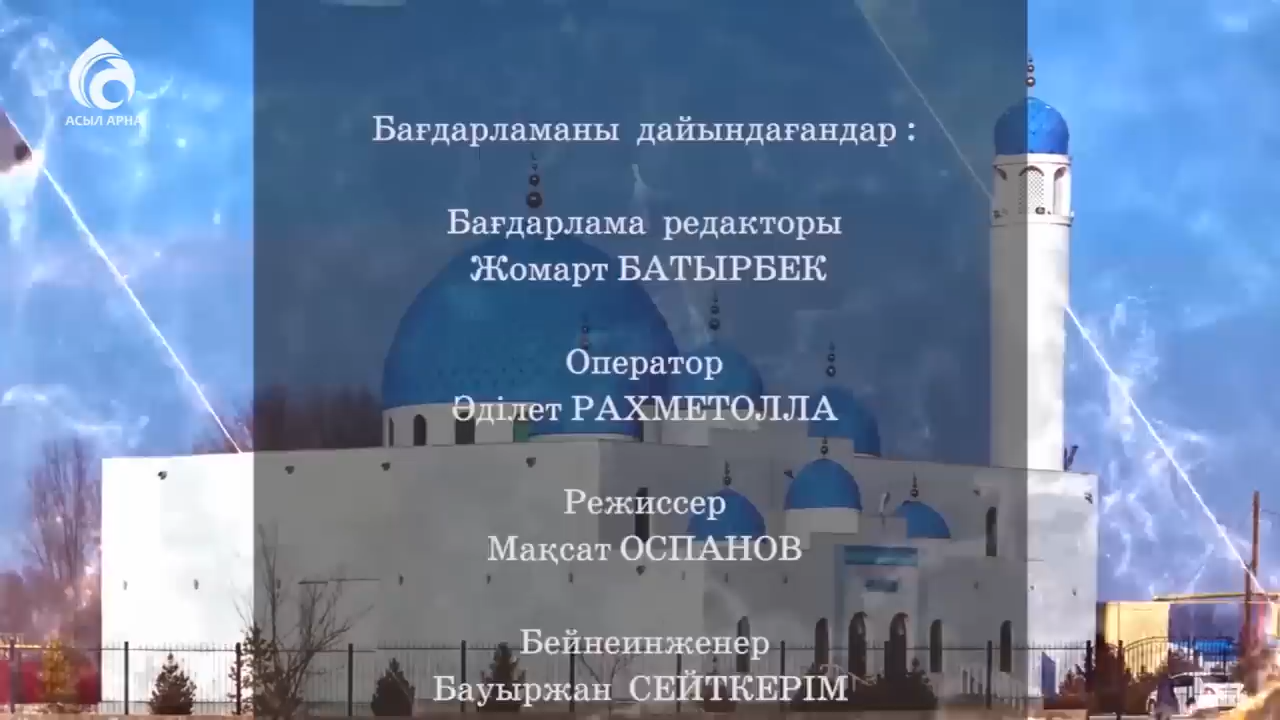 АСЫЛ АРНА
Бағдарламаны дайындағандар :
Бағдарлама редакторы
Жомарт БАТЫРБЕК
Оператор
Әділет РАХМЕТОЛЛА
Режиссер
Мақсат ОСПАНОВ
Бейнеинженер
Бауыржан СЕЙТКЕРІМ